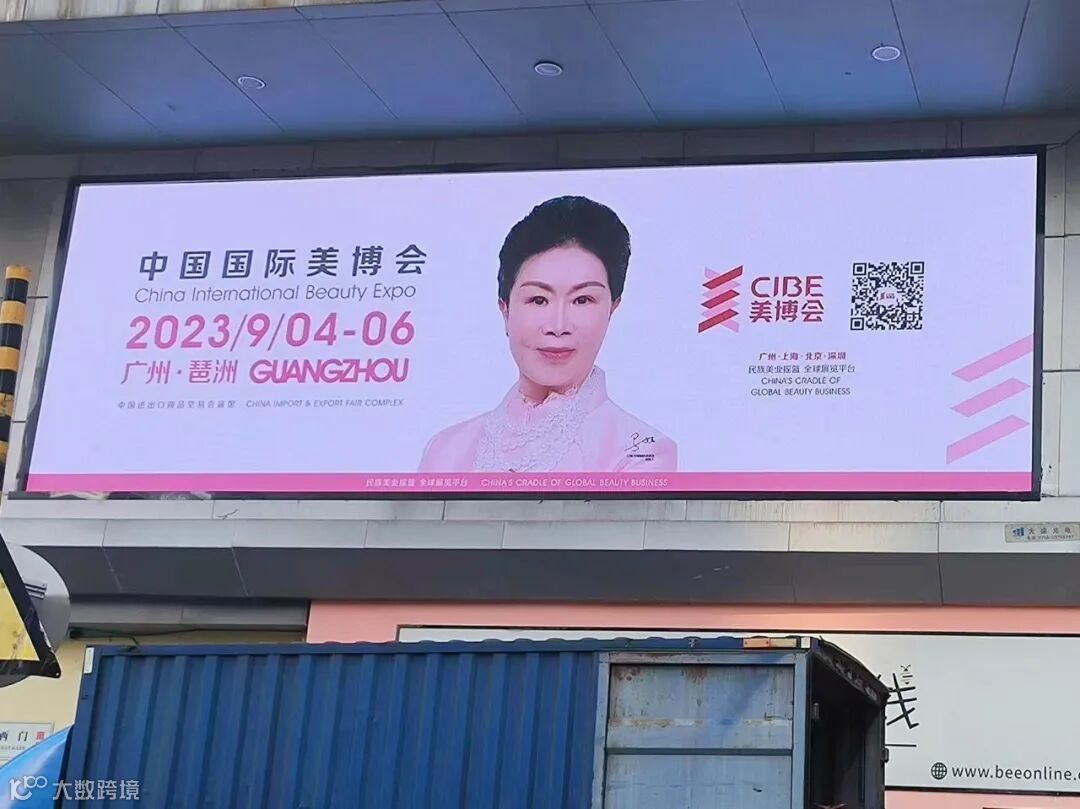 中国国际美博会
China International Beauty Expo
2023/9/04-06
广州·琶洲 GUANGZHOU
中国进出口商品交易会展馆 CHINA IMPORT & EXPORT FAIR COMPLEX
CIBE
美博会
广州·上海·北京·深圳
民族美业摇篮 全球展览平台
CHINA'S CRADLE OF
GLOBAL BEAUTY BUSINESS
民族美业摇篮 全球展览平台 CHINA'S CRADLE OF GLOBAL BEAUTY BUSINESS
西门
www.beeonline.c
大数跨境